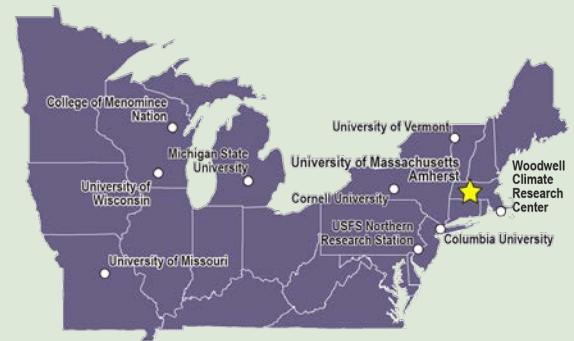 College of Menominee
Nation
Michigan State
University
University of
Wisconsin
University of Missouri
University of Vermont
University of Massachusetts
Amherst
Cornell University
USFS Northern
Research Station
Columbia University
Woodwell
Climate
Research
Center